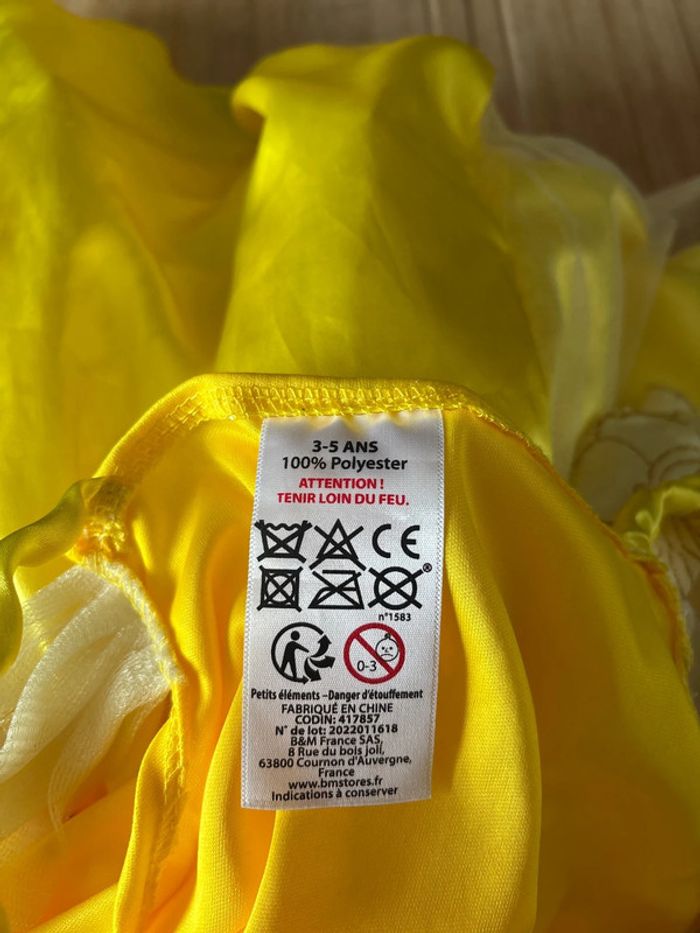 3-5 ANS
100% Polyester
ATTENTION !
TENIR LOIN DU FEU.
CE
®
n°1583
0-3
Petits éléments –Danger d'étouffement
FABRIQUÉ EN CHINE
CODIN: 417857
N° de lot: 2022011618
B&M France SAS,
8 Rue du bois joli,
63800 Cournon d'Auvergne,
France
www.bmstores.fr
Indications à conserver